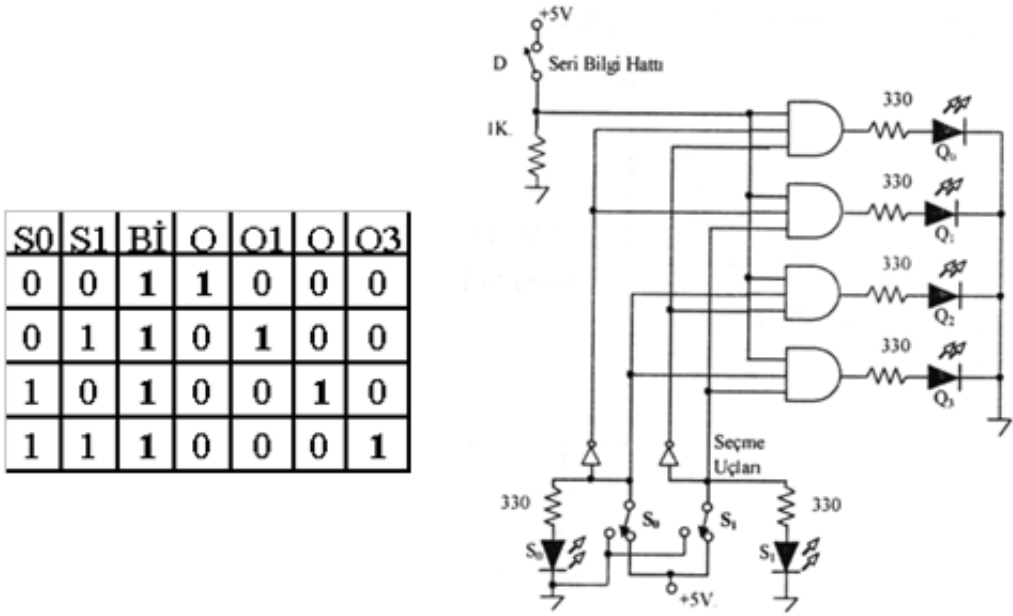 S0 S1 Bİ O O1 O O3
0 0 1 1 0 0 0
0 1 1 0 1 0 0
1 0 1 0 0 1 0
1 1 1 0 0 0 1
+5V
D Seri Bilgi Hattı
1K.
330
Q₀
330
Q₁
330
Q₂
330
Q₃
Seçme
Uçları
330
S₀
S₀
S₁
330
S₁
+5V.